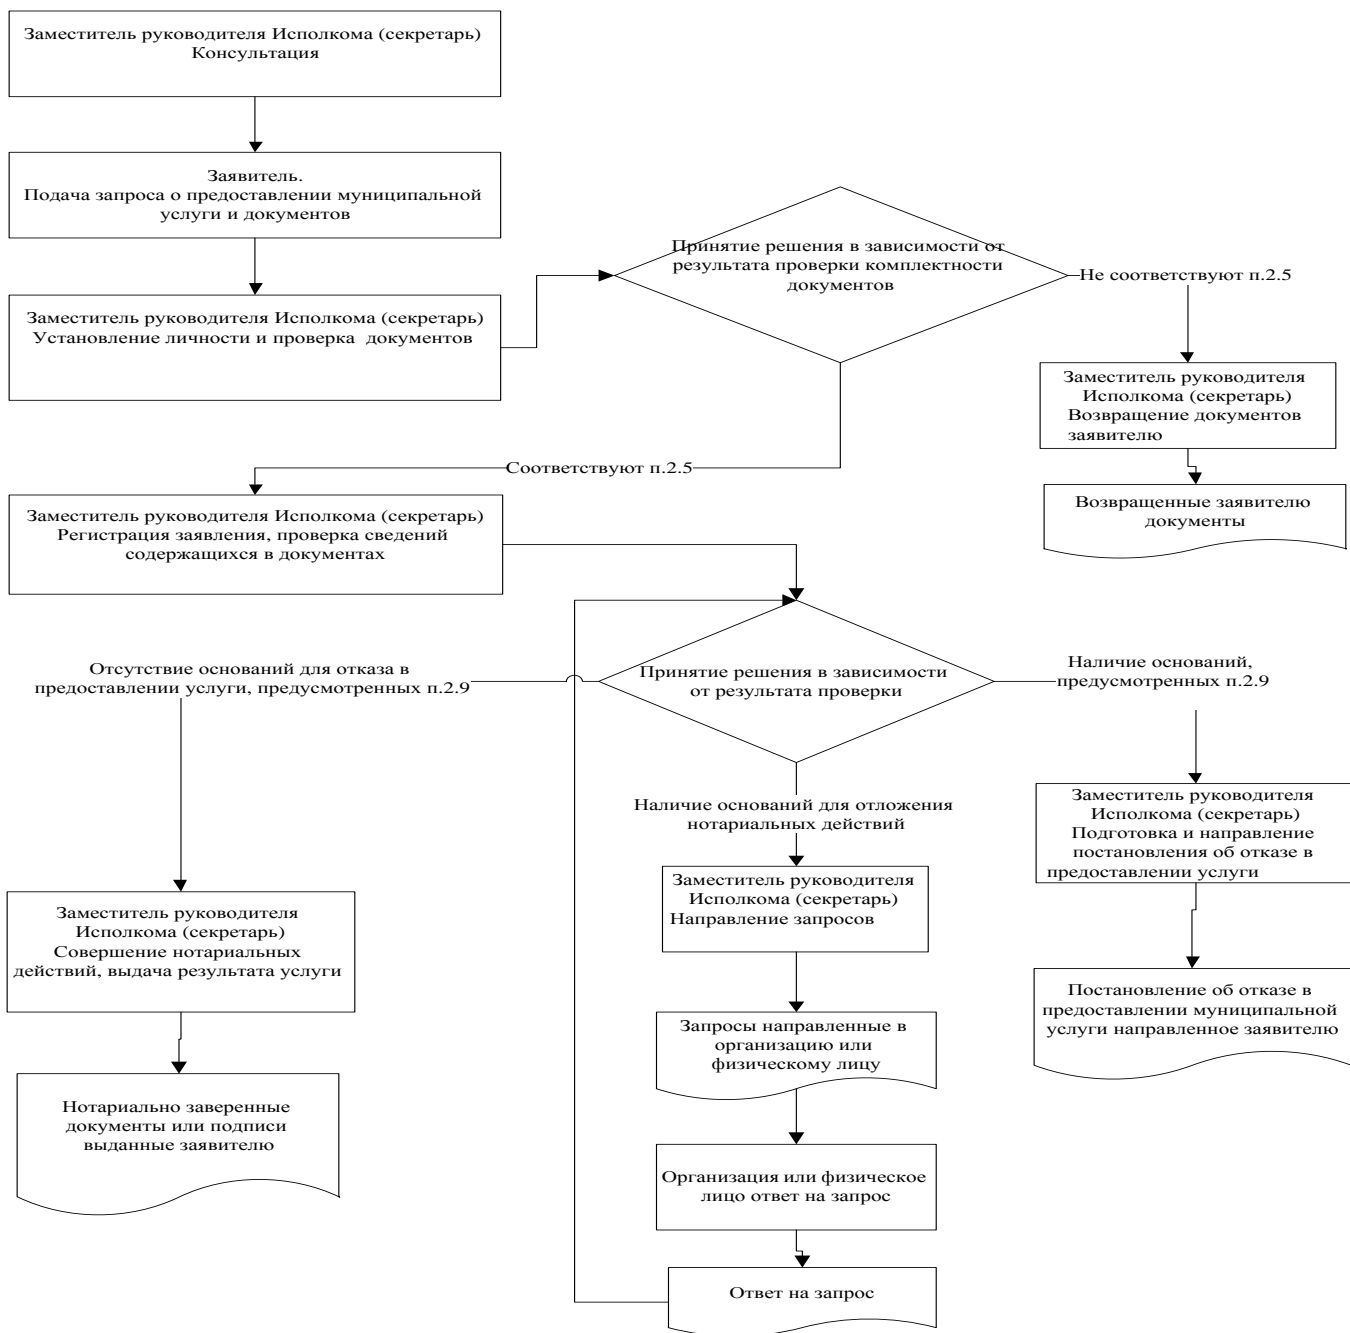 Заместитель руководителя Исполкома (секретарь)
Консультация
Заявитель.
Подача запроса о предоставлении муниципальной
услуги и документов
Заместитель руководителя Исполкома (секретарь)
Установление личности и проверка документов
Принятие решения в зависимости от
результата проверки комплектности
документов
Не соответствуют п.2.5
Заместитель руководителя
Исполкома (секретарь)
Возвращение документов
заявителю
Возвращенные заявителю
документы
Соответствуют п.2.5
Заместитель руководителя Исполкома (секретарь)
Регистрация заявления, проверка сведений
содержащихся в документах
Принятие решения в зависимости
от результата проверки
Отсутствие оснований для отказа в
предоставлении услуги, предусмотренных п.2.9
Наличие оснований,
предусмотренных п.2.9
Наличие оснований для отложения
нотариальных действий
Заместитель руководителя
Исполкома (секретарь)
Совершение нотариальных
действий, выдача результата услуги
Нотариально заверенные
документы или подписи
выданные заявителю
Заместитель руководителя
Исполкома (секретарь)
Направление запросов
Запросы направленные в
организацию или
физическому лицу
Организация или физическое
лицо ответ на запрос
Ответ на запрос
Заместитель руководителя
Исполкома (секретарь)
Подготовка и направление
постановления об отказе в
предоставлении услуги
Постановление об отказе в
предоставлении муниципальной
услуги направленное заявителю